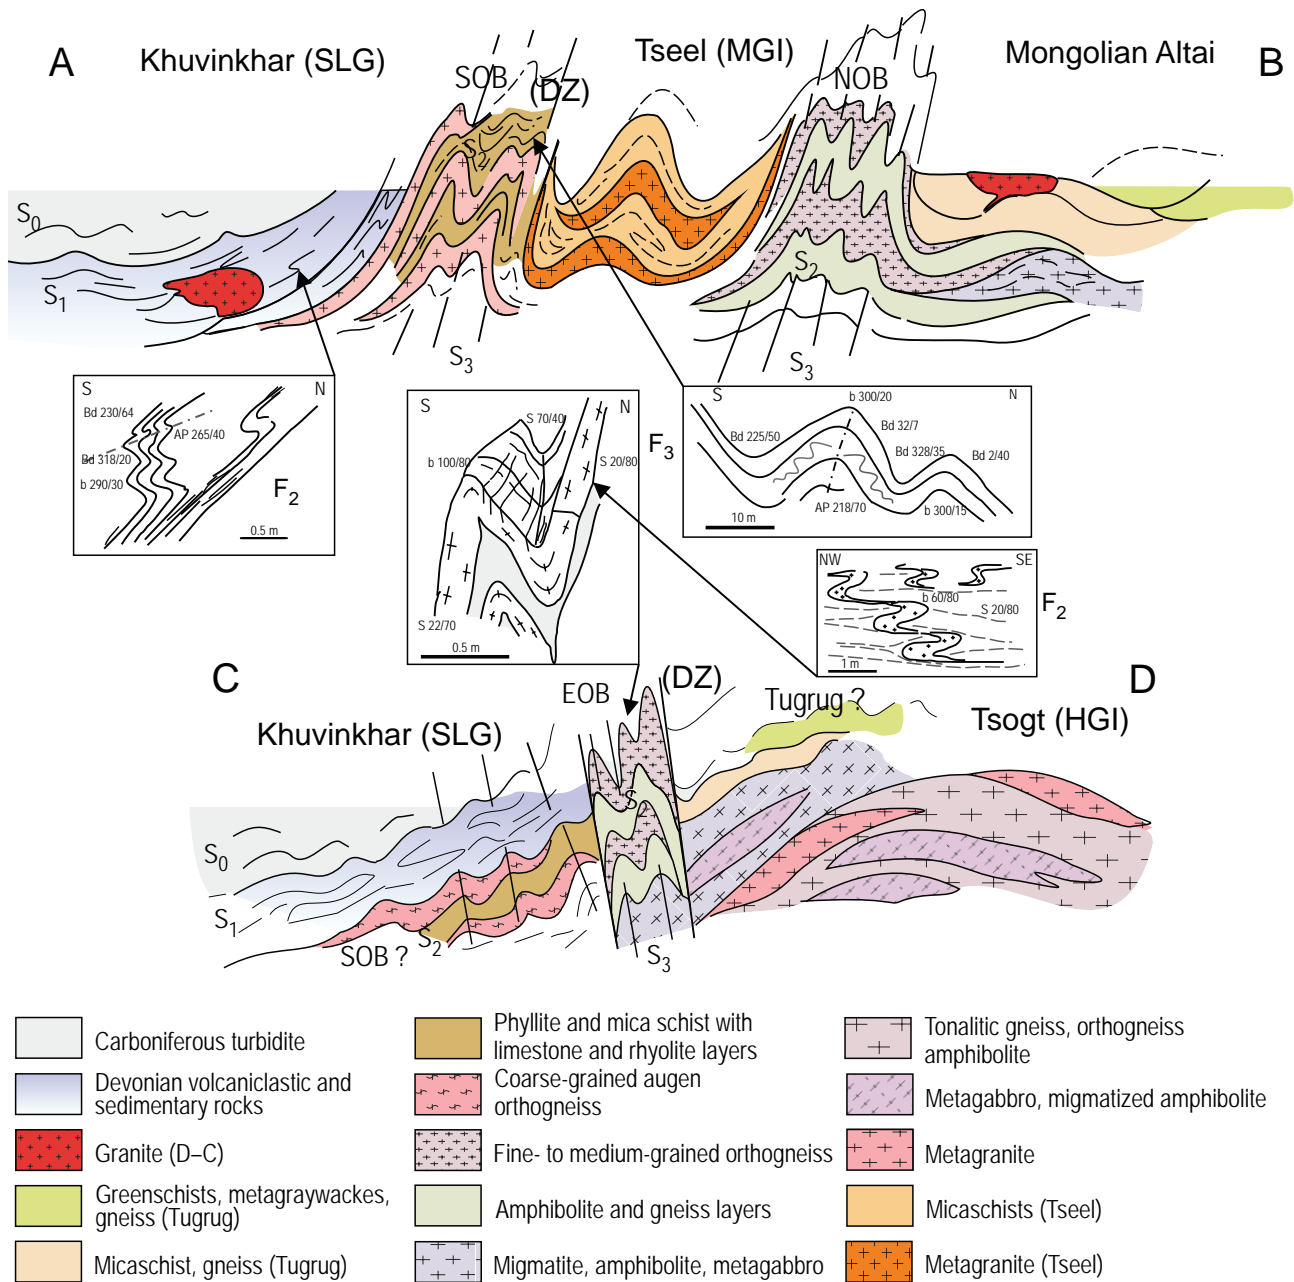 A
Khuvinkhar (SLG)
SOB
(DZ)
Tseel (MGI)
NOB
Mongolian Altai
B
S0
S1
S2
S3
S2
S3
S
N
Bd 230/64
AP 265/40
Bd 318/20
b 290/30
F2
0.5 m
S
N
S 70/40
b 100/80
S 20/80
S 22/70
0.5 m
F3
S
N
b 300/20
Bd 225/50
Bd 32/7
Bd 328/35
Bd 2/40
AP 218/70
b 300/15
10 m
NW
SE
b 60/80
S 20/80
1 m
F2
C
Khuvinkhar (SLG)
EOB
(DZ)
Tugrug ?
D
Tsogt (HGI)
S0
S1
SOB ?
S2
S
S3
Carboniferous turbidite
Devonian volcaniclastic and
sedimentary rocks
Granite (D–C)
Greenschists, metagraywackes,
gneiss (Tugrug)
Micaschist, gneiss (Tugrug)
Phyllite and mica schist with
limestone and rhyolite layers
Coarse-grained augen
orthogneiss
Fine- to medium-grained orthogneiss
Amphibolite and gneiss layers
Migmatite, amphibolite, metagabbro
Tonalitic gneiss, orthogneiss
amphibolite
Metagabbro, migmatized amphibolite
Metagranite
Micaschists (Tseel)
Metagranite (Tseel)